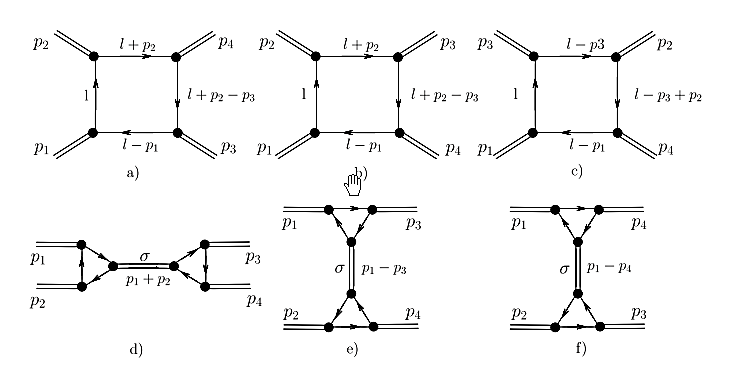 p₂ l + p₂ p₄
l l + p₂ − p₃
p₁ l − p₁ p₃
a)
p₂ l + p₂ p₃
l l + p₂ − p₃
p₁ l − p₁ p₄
b)
p₃ l − p3 p₂
l l − p₃ + p₂
p₁ l − p₁ p₄
c)
p₁ σ p₃
p₂ p₁ + p₂ p₄
d)
p₁ p₃
σ p₁ − p₃
p₂ p₄
e)
p₁ p₄
σ p₁ − p₄
p₂ p₃
f)